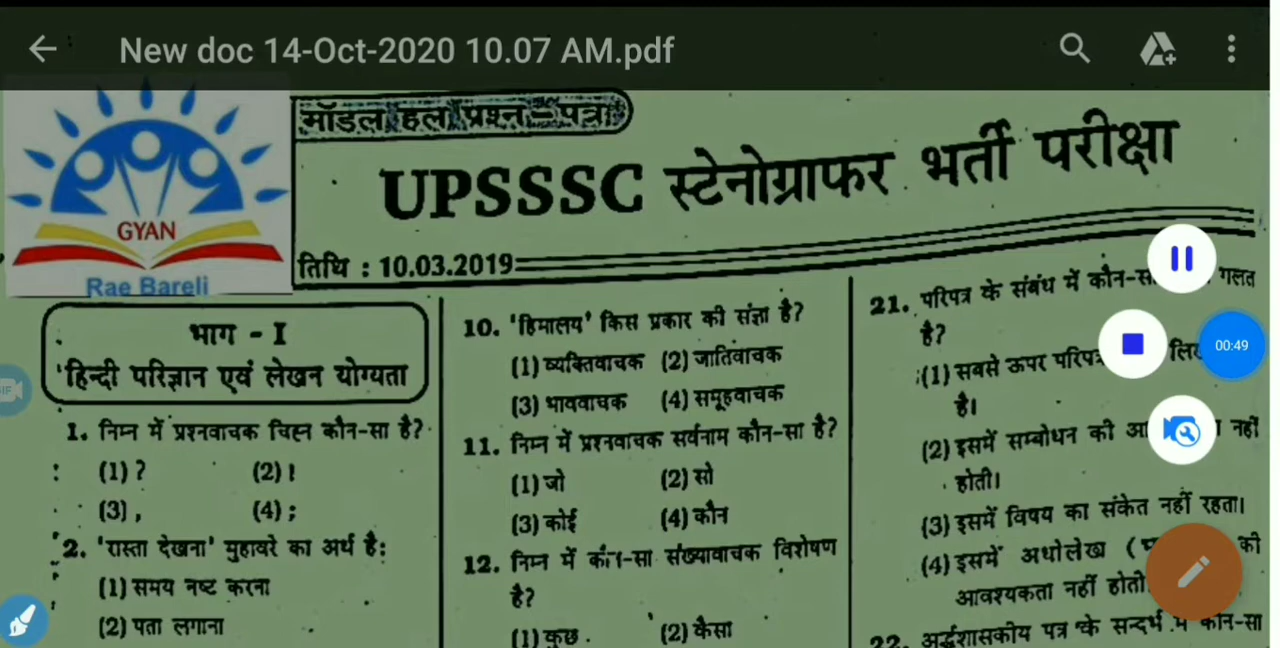 New doc 14-Oct-2020 10.07 AM.pdf
GYAN
Rae Bareli
मॉडल हल प्रश्न-पत्र
UPSSSC स्टेनोग्राफर भर्ती परीक्षा
तिथि : 10.03.2019
भाग - I
हिन्दी परिज्ञान एवं लेखन योग्यता
1. निम्न में प्रश्नवाचक चिह्न कौन-सा है?
(1) ? (2) ।
(3) , (4) ;
2. 'रास्ता देखना' मुहावरे का अर्थ है:
(1) समय नष्ट करना
(2) पता लगाना
10. 'हिमालय' किस प्रकार की संज्ञा है?
(1) व्यक्तिवाचक (2) जातिवाचक
(3) भाववाचक (4) समूहवाचक
11. निम्न में प्रश्नवाचक सर्वनाम कौन-सा है?
(1) जो (2) सो
(3) कोई (4) कौन
12. निम्न में कौन-सा संख्यावाचक विशेषण
है?
(1) कुछ (2) कैसा
21. परिपत्र के संबंध में कौन-स गलत
है?
(1) सबसे ऊपर लि
है।
(2) इसमें सम्बोधन की नहीं
होती।
(3) इसमें विषय का संकेत नहीं रहता।
(4) इसमें अधोलेख की
आवश्यकता नहीं होती
22. अर्द्धशासकीय पत्र के सन्दर्भ में कौन-सा
00:49
GIF